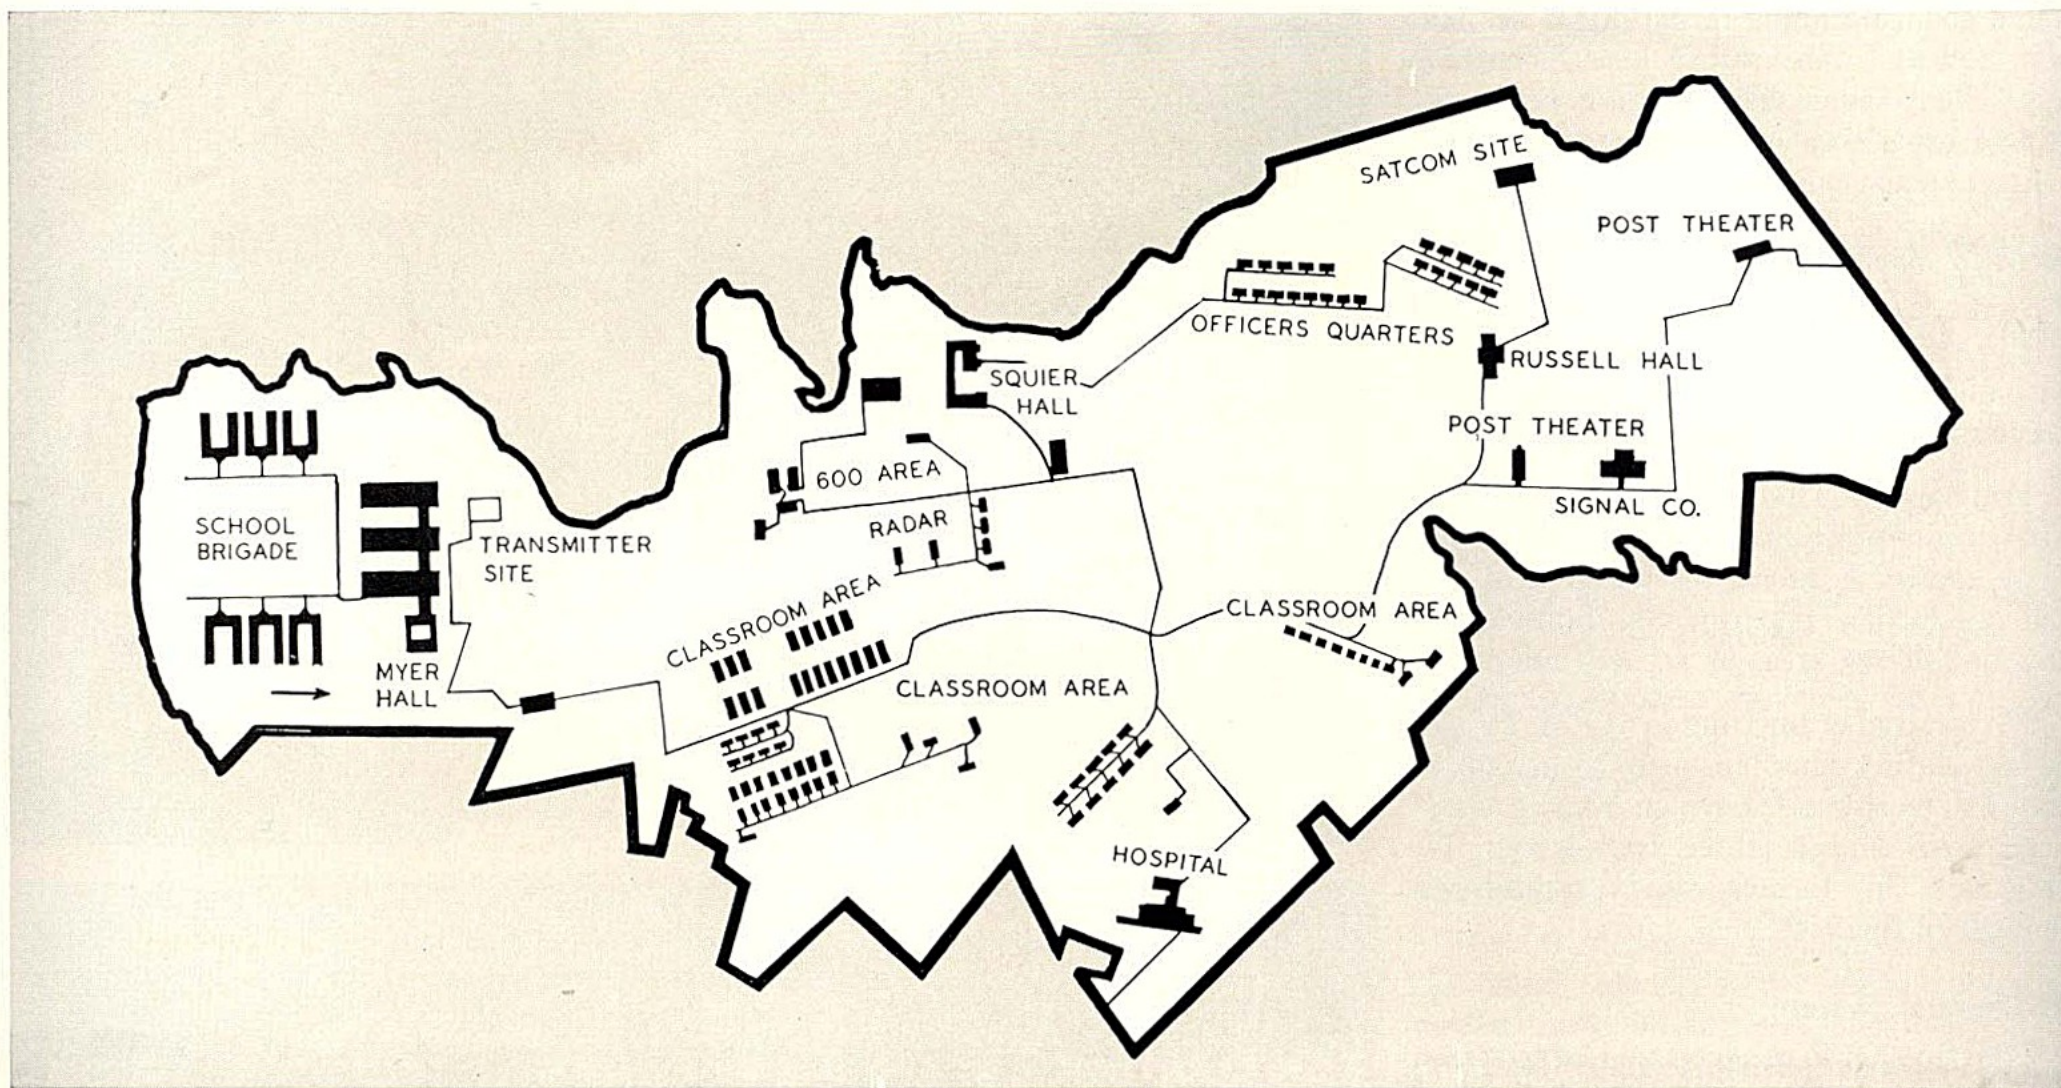 SATCOM SITE
POST THEATER
OFFICERS QUARTERS
RUSSELL HALL
SQUIER
HALL
POST THEATER
600 AREA
SIGNAL CO.
SCHOOL
BRIGADE
RADAR
TRANSMITTER
SITE
CLASSROOM AREA
CLASSROOM AREA
MYER
HALL
CLASSROOM AREA
HOSPITAL